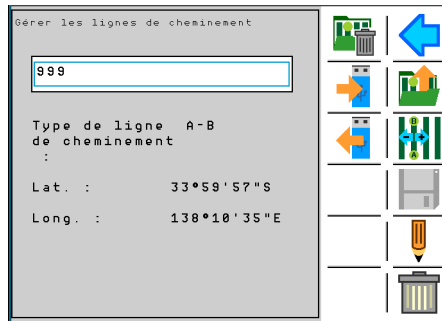 Gérer les lignes de cheminement
999
Type de ligne A-B
de cheminement
:
Lat. : 33°59'57"S
Long. : 138°10'35"E
B
A